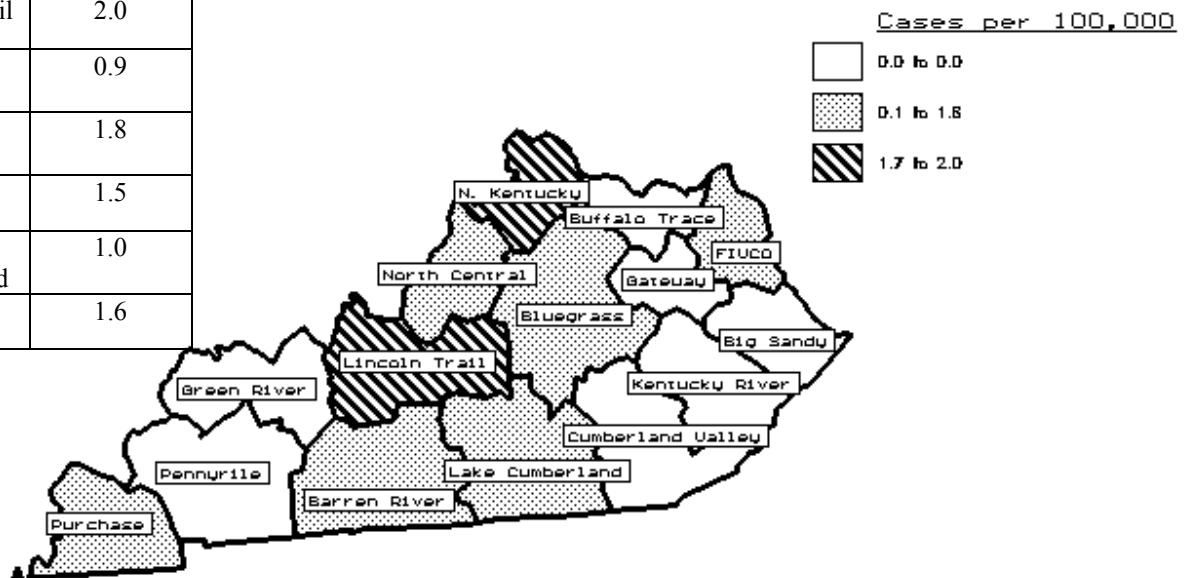 il 2.0
0.9
1.8
1.5
1.0
d
1.6
Cases per 100,000
0.0 to 0.0
0.1 to 1.6
1.7 to 2.0
N. Kentucky
Buffalo Trace
FIVCO
North Central
Gateway
Bluegrass
Big Sandy
Lincoln Trail
Green River
Kentucky River
Cumberland Valley
Pennyrile
Lake Cumberland
Barren River
Purchase